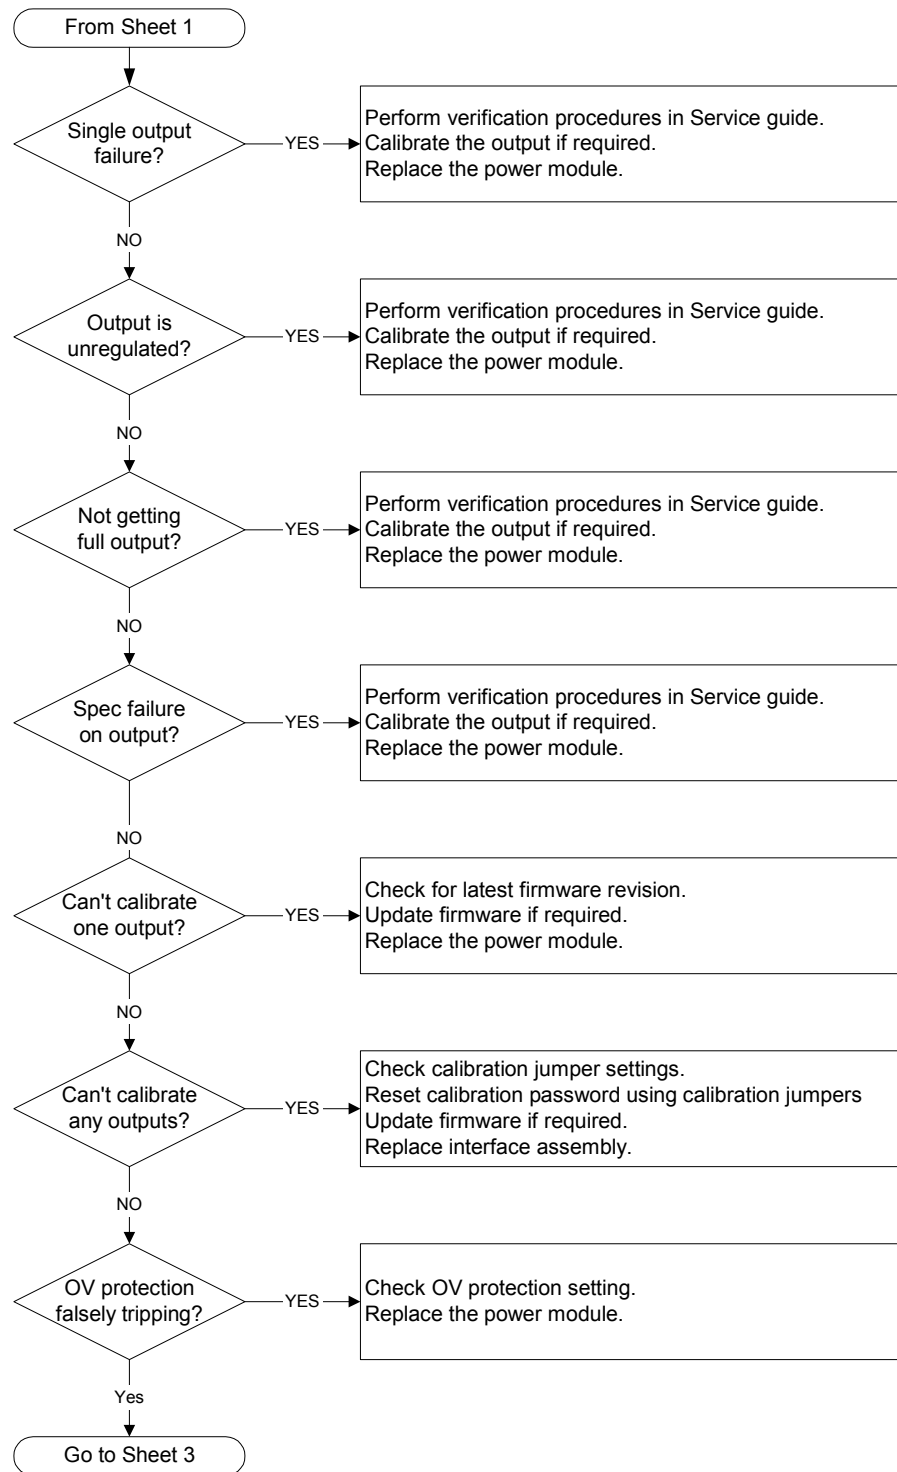 From Sheet 1
Single output
failure?
YES
Perform verification procedures in Service guide.
Calibrate the output if required.
Replace the power module.
NO
Output is
unregulated?
YES
Perform verification procedures in Service guide.
Calibrate the output if required.
Replace the power module.
NO
Not getting
full output?
YES
Perform verification procedures in Service guide.
Calibrate the output if required.
Replace the power module.
NO
Spec failure
on output?
YES
Perform verification procedures in Service guide.
Calibrate the output if required.
Replace the power module.
NO
Can't calibrate
one output?
YES
Check for latest firmware revision.
Update firmware if required.
Replace the power module.
NO
Can't calibrate
any outputs?
YES
Check calibration jumper settings.
Reset calibration password using calibration jumpers
Update firmware if required.
Replace interface assembly.
NO
OV protection
falsely tripping?
YES
Check OV protection setting.
Replace the power module.
Yes
Go to Sheet 3